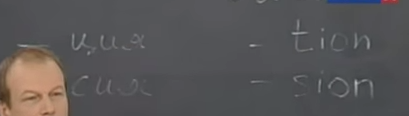 – ция – tion
сия – sion